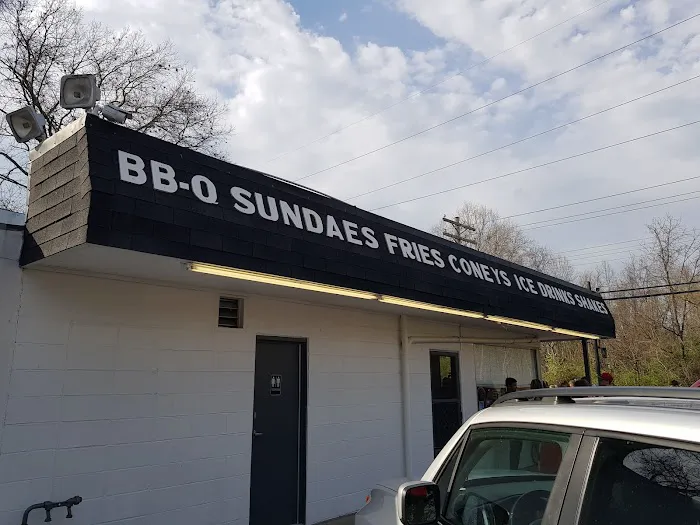 BB-Q SUNDAES FRIES CONEYS ICE DRINKS SHAKES